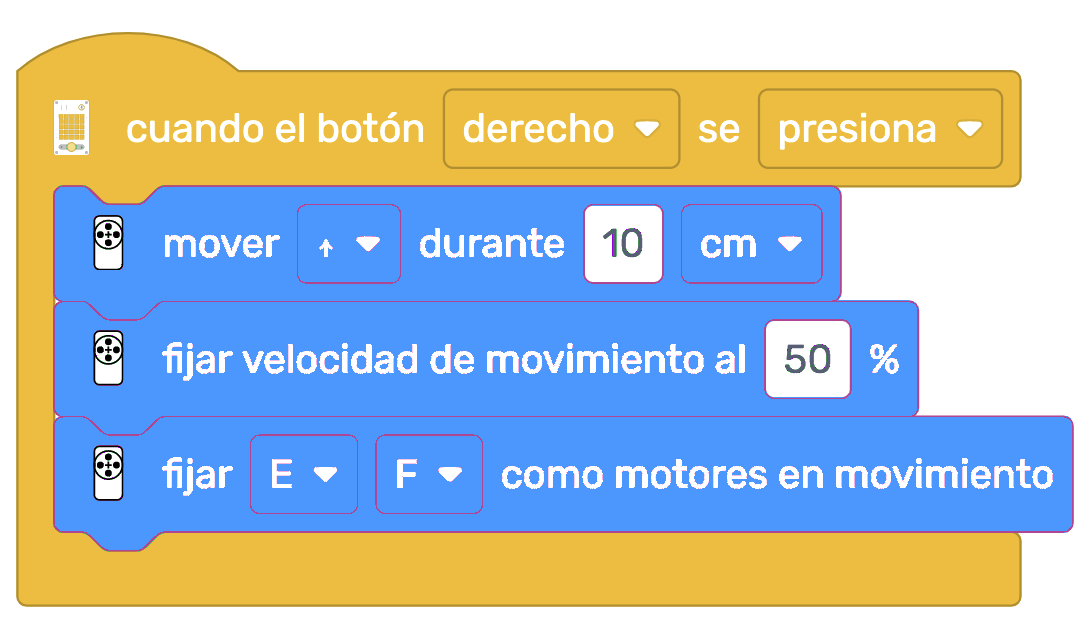 cuando el botón derecho se presiona
mover ↑ durante 10 cm
fijar velocidad de movimiento al 50 %
fijar E F como motores en movimiento